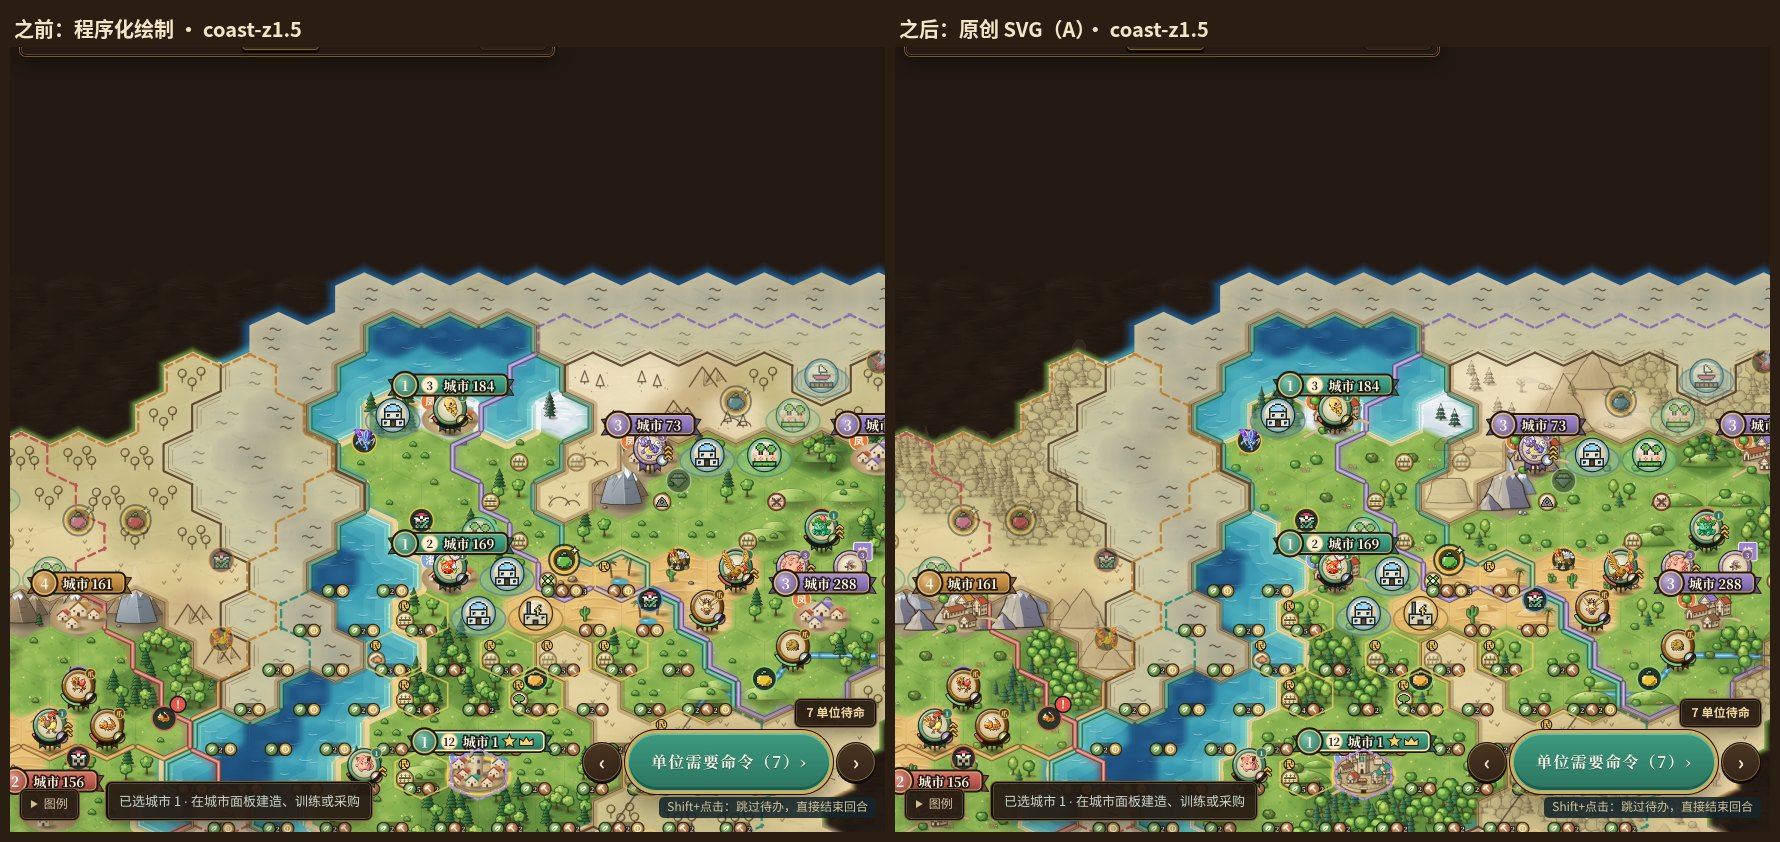 之前：程序化绘制 · coast-z1.5
1 3 城市 184
3 城市 73
凤
凤
1 2 城市 169
4 城市 161
3 城市 288
凤
7 单位待命
1 12 城市 1
单位需要命令（7）›
‹
›
2 城市 156
▶ 图例
已选城市 1 · 在城市面板建造、训练或采购
Shift+点击：跳过待办，直接结束回合
之后：原创 SVG（A）· coast-z1.5
1 3 城市 184
3 城市 73
1 2 城市 169
4 城市 161
3 城市 288
7 单位待命
1 12 城市 1
单位需要命令（7）›
‹
›
2 城市 156
▶ 图例
已选城市 1 · 在城市面板建造、训练或采购
Shift+点击：跳过待办，直接结束回合